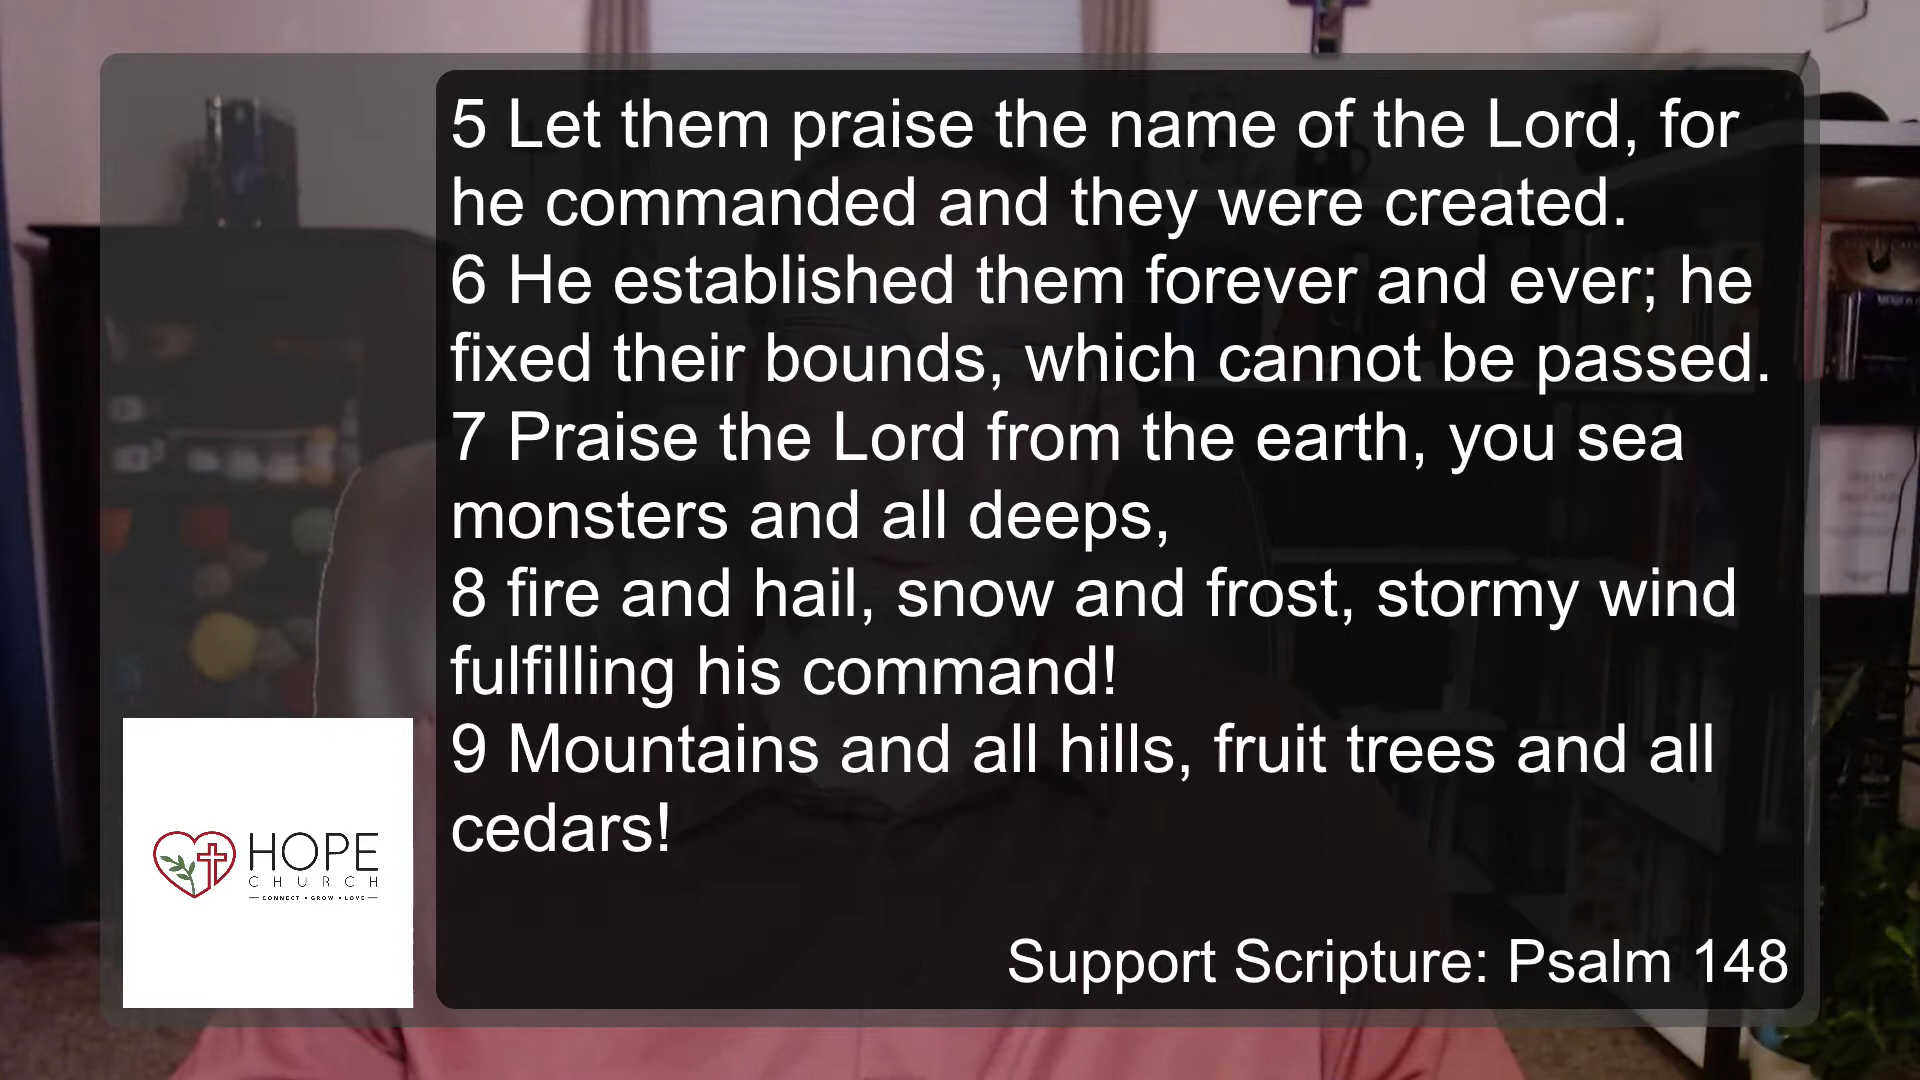 5 Let them praise the name of the Lord, for
he commanded and they were created.
6 He established them forever and ever; he
fixed their bounds, which cannot be passed.
7 Praise the Lord from the earth, you sea
monsters and all deeps,
8 fire and hail, snow and frost, stormy wind
fulfilling his command!
9 Mountains and all hills, fruit trees and all
cedars!
HOPE
CHURCH
CONNECT • GROW • LOVE
Support Scripture: Psalm 148